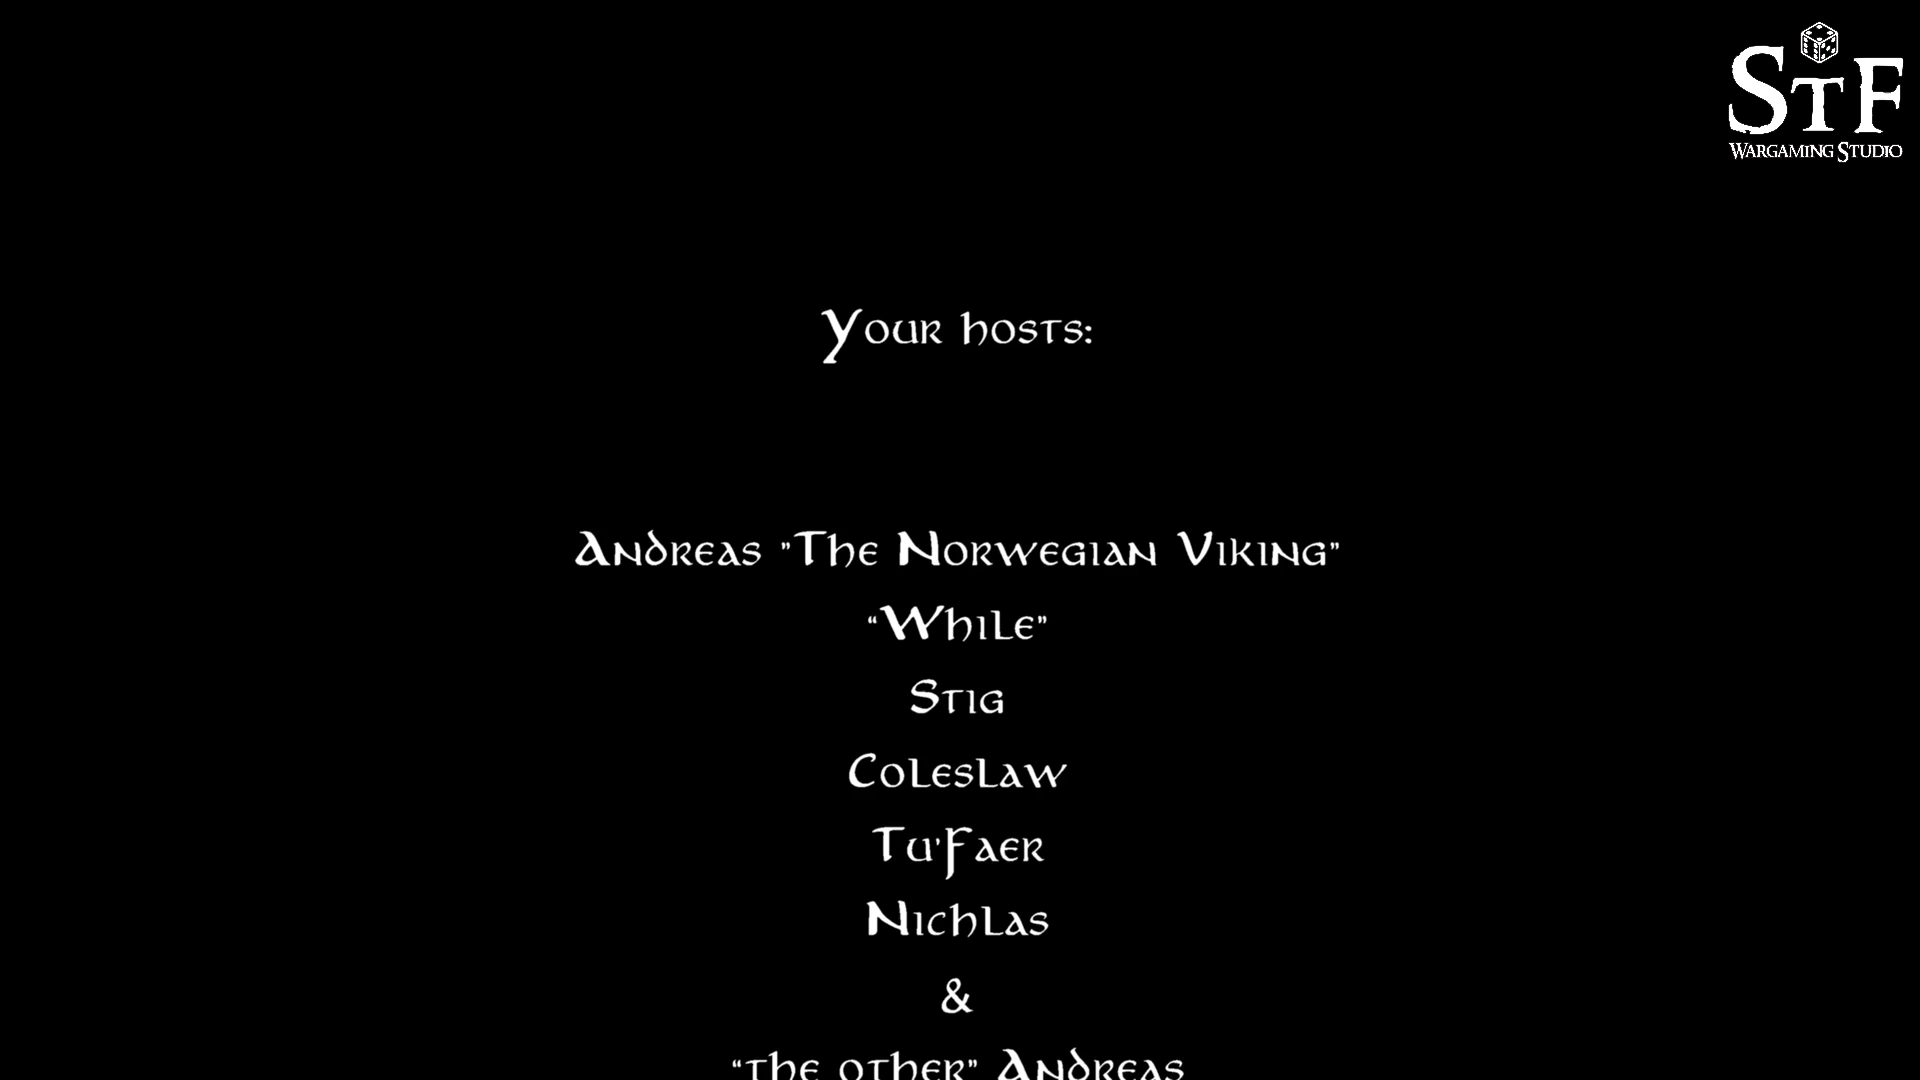 StF
Wargaming Studio
Your hosts:
Andreas "The Norwegian Viking"
“While”
Stig
Coleslaw
Tu'Faer
Nichlas
&
“the other” Andreas